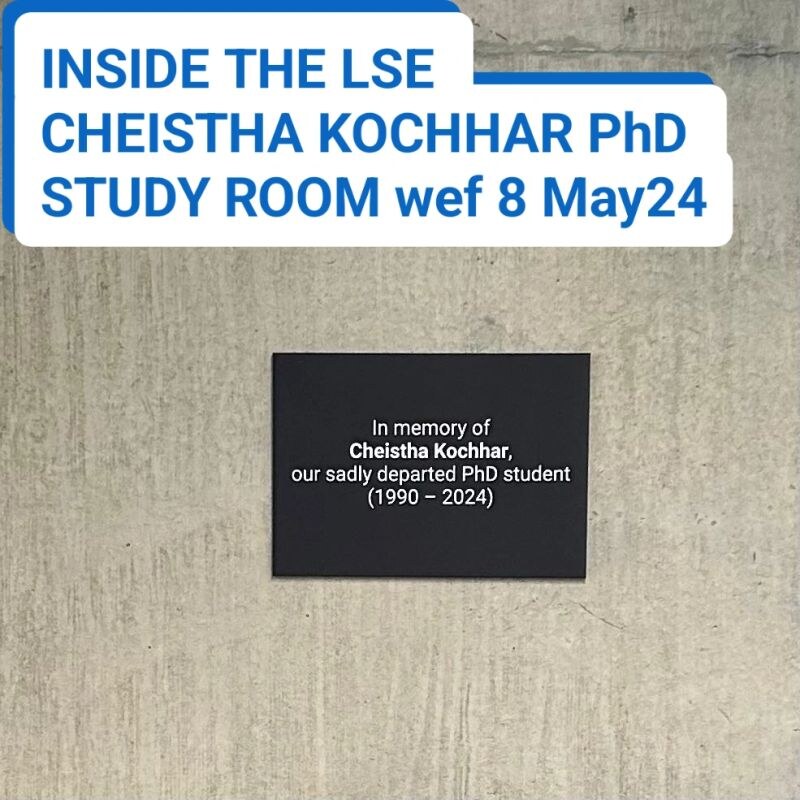 INSIDE THE LSE
CHEISTHA KOCHHAR PhD
STUDY ROOM wef 8 May24
In memory of
Cheistha Kochhar,
our sadly departed PhD student
(1990 – 2024)